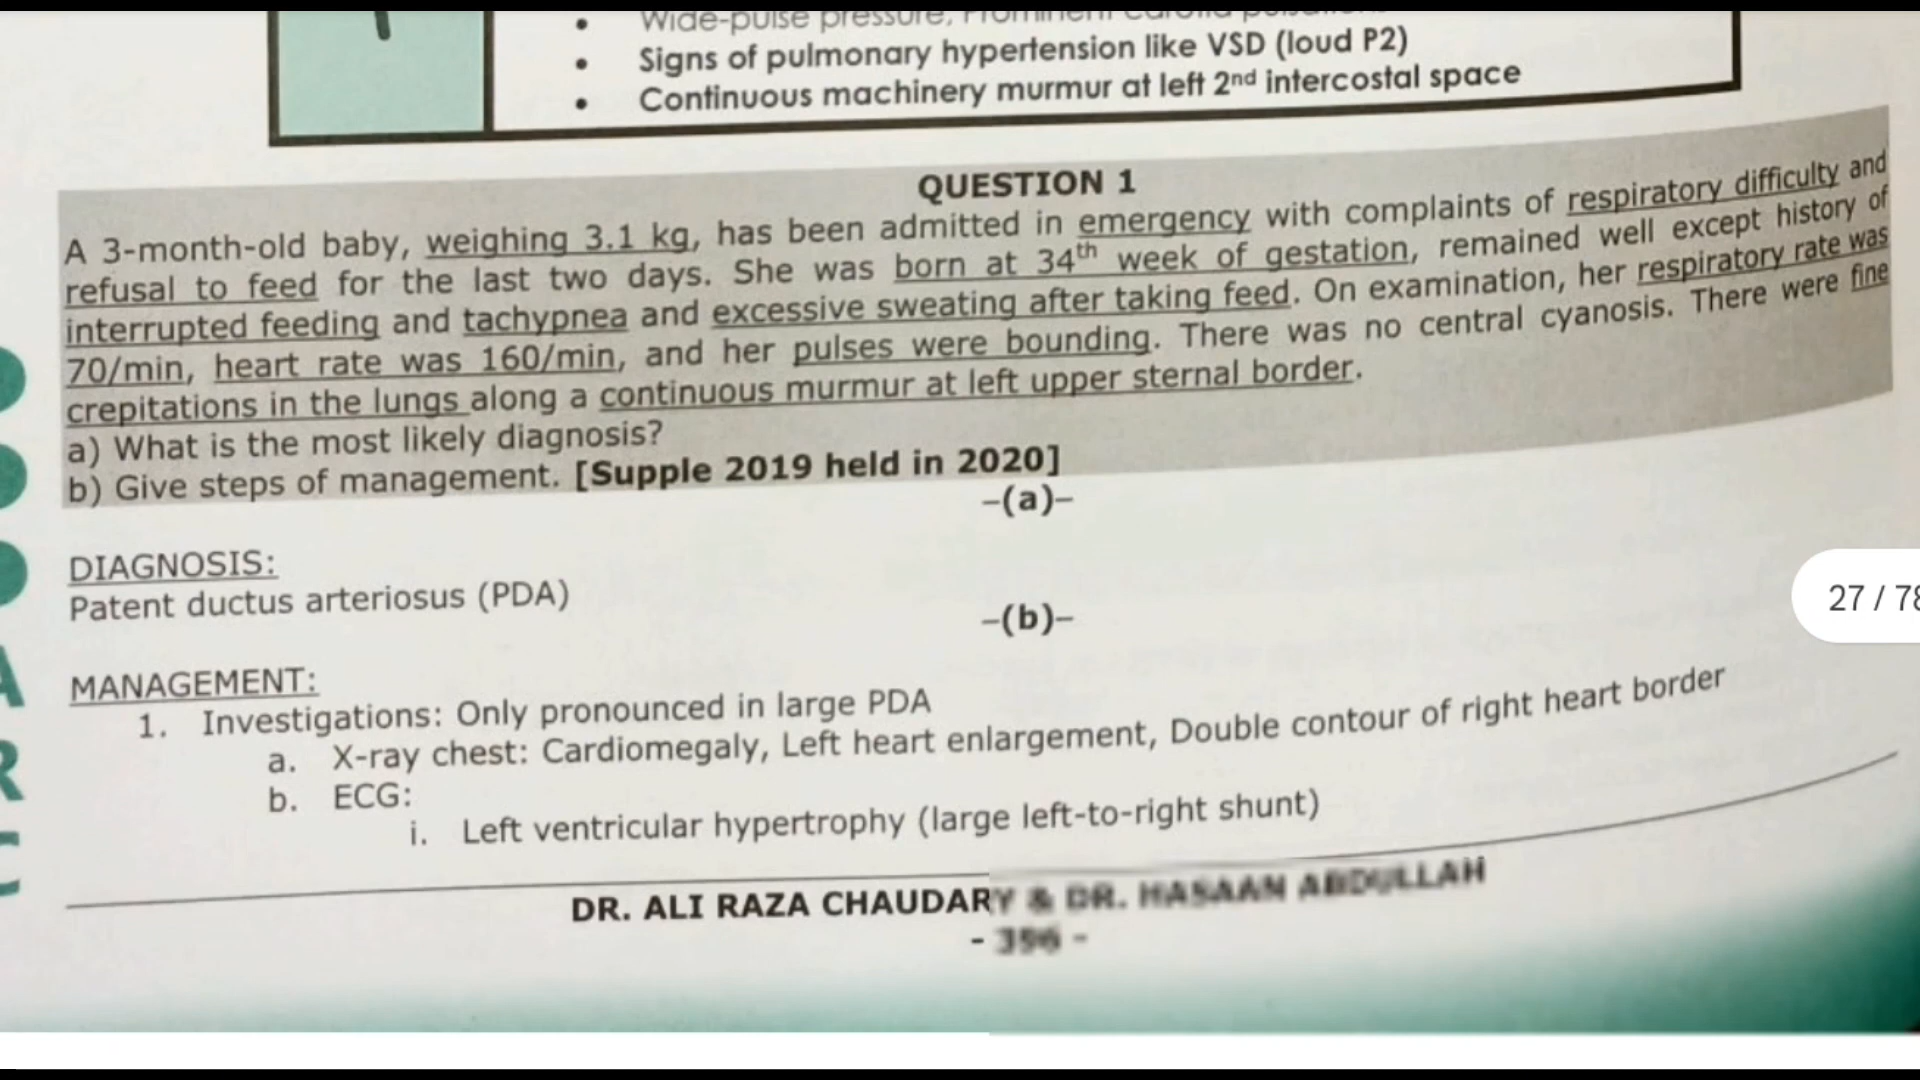 Wide-pulse pressure, Prominent carotid
Signs of pulmonary hypertension like VSD (loud P2)
Continuous machinery murmur at left 2nd intercostal space
QUESTION 1
A 3-month-old baby, weighing 3.1 kg, has been admitted in emergency with complaints of respiratory difficulty and
refusal to feed for the last two days. She was born at 34th week of gestation, remained well except history of
interrupted feeding and tachypnea and excessive sweating after taking feed. On examination, her respiratory rate was
70/min, heart rate was 160/min, and her pulses were bounding. There was no central cyanosis. There were fine
crepitations in the lungs along a continuous murmur at left upper sternal border.
a) What is the most likely diagnosis?
b) Give steps of management. [Supple 2019 held in 2020]
–(a)–
DIAGNOSIS:
Patent ductus arteriosus (PDA)
–(b)–
MANAGEMENT:
1. Investigations: Only pronounced in large PDA
a. X-ray chest: Cardiomegaly, Left heart enlargement, Double contour of right heart border
b. ECG:
i. Left ventricular hypertrophy (large left-to-right shunt)
DR. ALI RAZA CHAUDARY & DR. HASAAN ABDULLAH
- 396 -
27 / 78
A
R
C